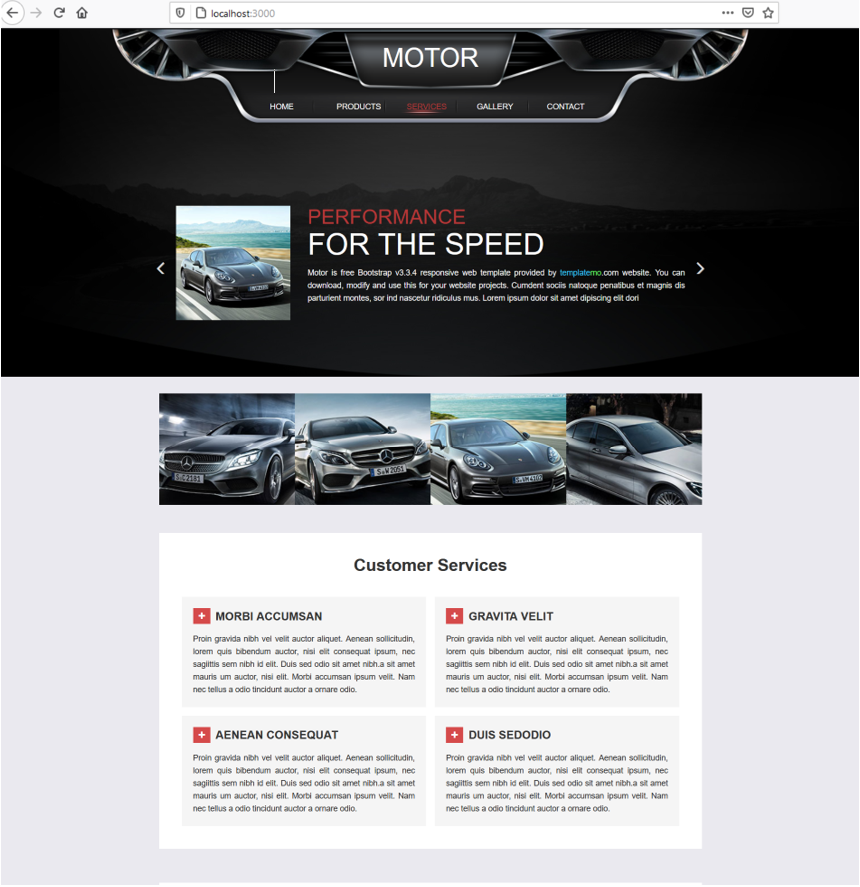 localhost:3000
MOTOR
HOME PRODUCTS SERVICES GALLERY CONTACT
PERFORMANCE
FOR THE SPEED
Motor is free Bootstrap v3.3.4 responsive web template provided by templatemo.com website. You can
download, modify and use this for your website projects. Cumdent sociis natoque penatibus et magnis dis
parturient montes, sor ind nascetur ridiculus mus. Lorem ipsum dolor sit amet dipiscing elit dori
S·C 2181
S·W 2051
Customer Services
MORBI ACCUMSAN
Proin gravida nibh vel velit auctor aliquet. Aenean sollicitudin,
lorem quis bibendum auctor, nisi elit consequat ipsum, nec
sagiittis sem nibh id elit. Duis sed odio sit amet nibh.a sit amet
mauris um auctor, nisi elit. Morbi accumsan ipsum velit. Nam
nec tellus a odio tincidunt auctor a ornare odio.
GRAVITA VELIT
Proin gravida nibh vel velit auctor aliquet. Aenean sollicitudin,
lorem quis bibendum auctor, nisi elit consequat ipsum, nec
sagiittis sem nibh id elit. Duis sed odio sit amet nibh.a sit amet
mauris um auctor, nisi elit. Morbi accumsan ipsum velit. Nam
nec tellus a odio tincidunt auctor a ornare odio.
AENEAN CONSEQUAT
Proin gravida nibh vel velit auctor aliquet. Aenean sollicitudin,
lorem quis bibendum auctor, nisi elit consequat ipsum, nec
sagiittis sem nibh id elit. Duis sed odio sit amet nibh.a sit amet
mauris um auctor, nisi elit. Morbi accumsan ipsum velit. Nam
nec tellus a odio tincidunt auctor a ornare odio.
DUIS SEDODIO
Proin gravida nibh vel velit auctor aliquet. Aenean sollicitudin,
lorem quis bibendum auctor, nisi elit consequat ipsum, nec
sagiittis sem nibh id elit. Duis sed odio sit amet nibh.a sit amet
mauris um auctor, nisi elit. Morbi accumsan ipsum velit. Nam
nec tellus a odio tincidunt auctor a ornare odio.